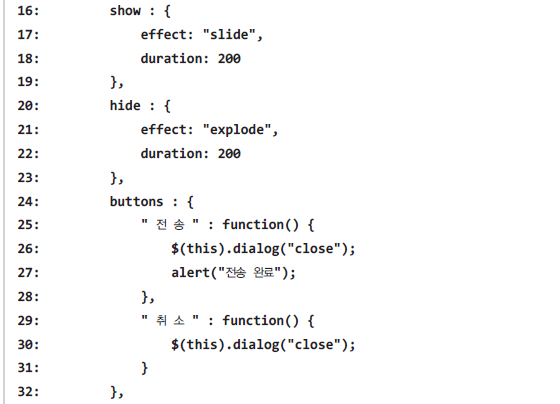 16:         show : {
17:             effect: "slide",
18:             duration: 200
19:         },
20:         hide : {
21:             effect: "explode",
22:             duration: 200
23:         },
24:         buttons : {
25:             " 전 송 " : function() {
26:                 $(this).dialog("close");
27:                 alert("전송 완료");
28:             },
29:             " 취 소 " : function() {
30:                 $(this).dialog("close");
31:             }
32:         },